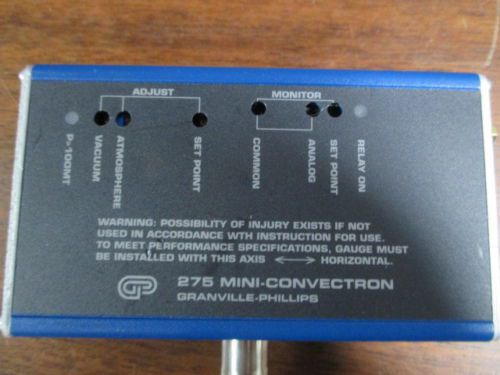 ADJUST
MONITOR
P>100MT
VACUUM
ATMOSPHERE
SET POINT
COMMON
ANALOG
SET POINT
RELAY ON
WARNING: POSSIBILITY OF INJURY EXISTS IF NOT
USED IN ACCORDANCE WTH INSTRUCTION FOR USE.
TO MEET PERFORMANCE SPECIFICATIONS, GAUGE MUST
BE INSTALLED WITH THIS AXIS <—> HORIZONTAL.
GP 275 MINI-CONVECTRON
GRANVILLE-PHILLIPS